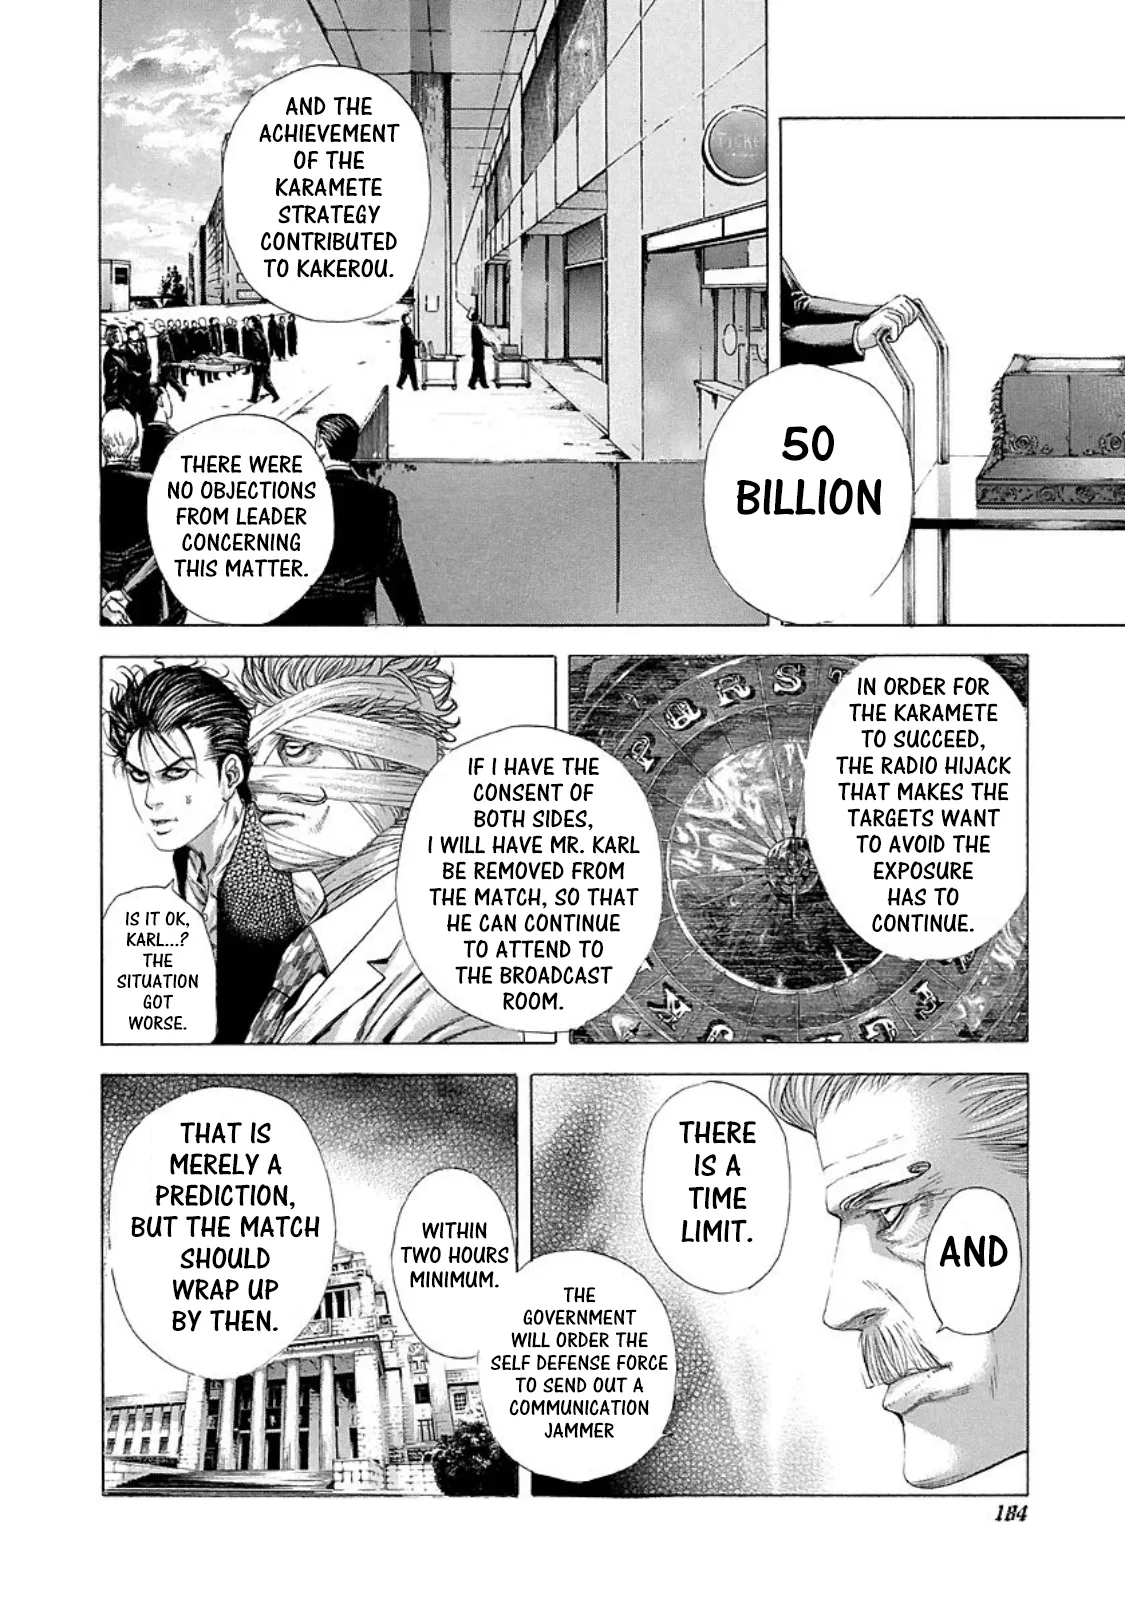 50
BILLION
AND THE
ACHIEVEMENT
OF THE
KARAMETE
STRATEGY
CONTRIBUTED
TO KAKEROU.
THERE WERE
NO OBJECTIONS
FROM LEADER
CONCERNING
THIS MATTER.
IN ORDER FOR
THE KARAMETE
TO SUCCEED,
THE RADIO HIJACK
THAT MAKES THE
TARGETS WANT
TO AVOID THE
EXPOSURE
HAS TO
CONTINUE.
IF I HAVE THE
CONSENT OF
BOTH SIDES,
I WILL HAVE MR. KARL
BE REMOVED FROM
THE MATCH, SO THAT
HE CAN CONTINUE
TO ATTEND TO
THE BROADCAST
ROOM.
IS IT OK,
KARL...?
THE
SITUATION
GOT
WORSE.
AND
THERE
IS A
TIME
LIMIT.
THE
GOVERNMENT
WILL ORDER THE
SELF DEFENSE FORCE
TO SEND OUT A
COMMUNICATION
JAMMER
WITHIN
TWO HOURS
MINIMUM.
THAT IS
MERELY A
PREDICTION,
BUT THE MATCH
SHOULD
WRAP UP
BY THEN.
184